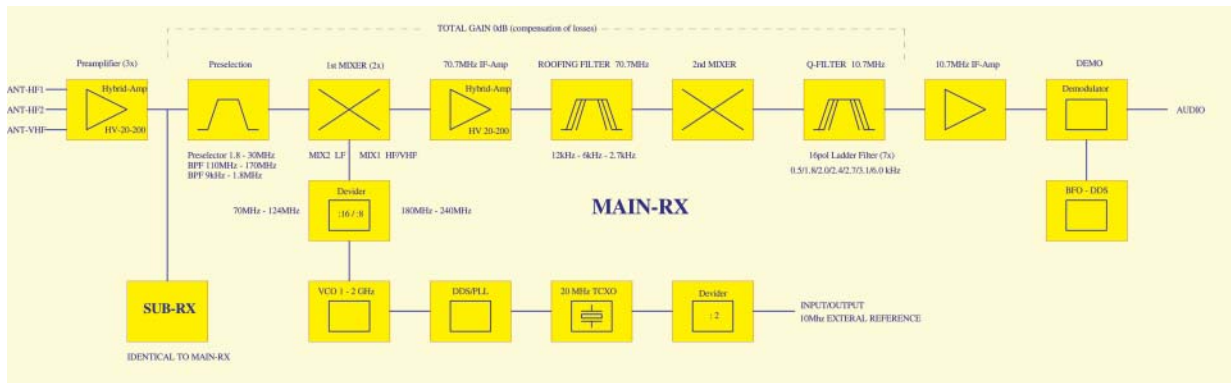 TOTAL GAIN 0dB (compensation of losses)
Preamplifier (3x)
Preselection
1st MIXER (2x)
70.7MHz IF-Amp
ROOFING FILTER 70.7MHz
2nd MIXER
Q-FILTER 10.7MHz
10.7MHz IF-Amp
DEMO
ANT-HF1
ANT-HF2
ANT-VHF
Hybrid-Amp
HV-20-200
Hybrid-Amp
HV 20-200
Demodulator
AUDIO
Preselector 1.8 - 30MHz
BPF 110MHz - 170MHz
BPF 9kHz - 1.8MHz
MIX2 LF
MIX1 HF/VHF
12kHz - 6kHz - 2.7kHz
16pol Ladder Filter (7x)
0.5/1.8/2.0/2.4/2.7/3.1/6.0 kHz
70MHz - 124MHz
Devider
:16 / :8
180MHz - 240MHz
MAIN-RX
BFO - DDS
SUB-RX
IDENTICAL TO MAIN-RX
VCO 1 - 2 GHz
DDS/PLL
20 MHz TCXO
Devider
: 2
INPUT/OUTPUT
10Mhz EXTERAL REFERENCE